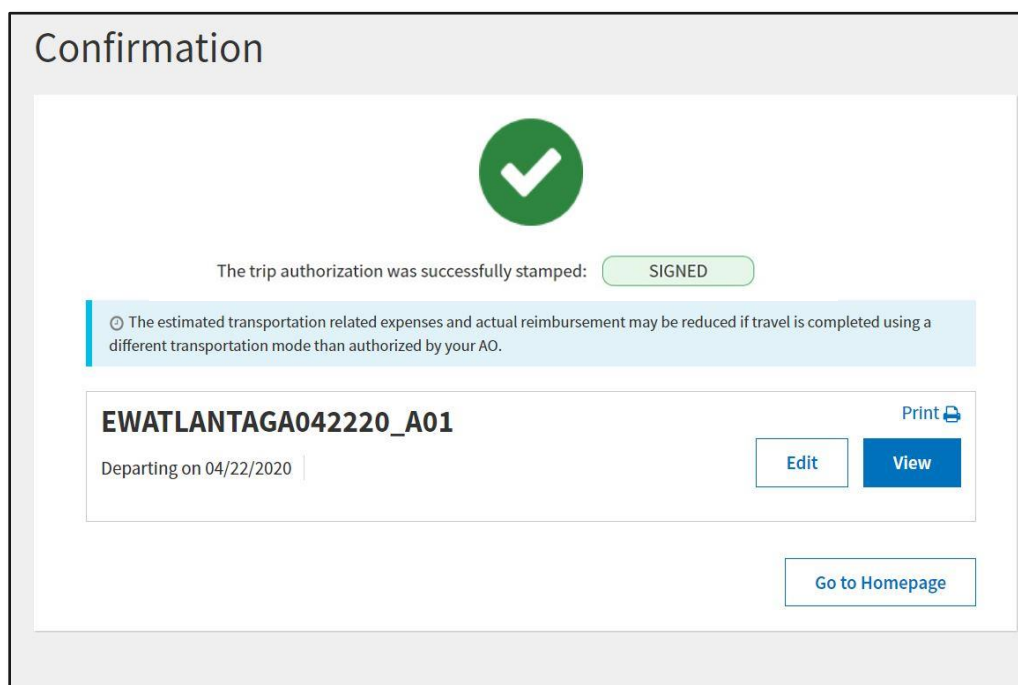 Confirmation
The trip authorization was successfully stamped: SIGNED
The estimated transportation related expenses and actual reimbursement may be reduced if travel is completed using a
different transportation mode than authorized by your AO.
EWATLANTAGA042220_A01
Print
Departing on 04/22/2020
Edit
View
Go to Homepage